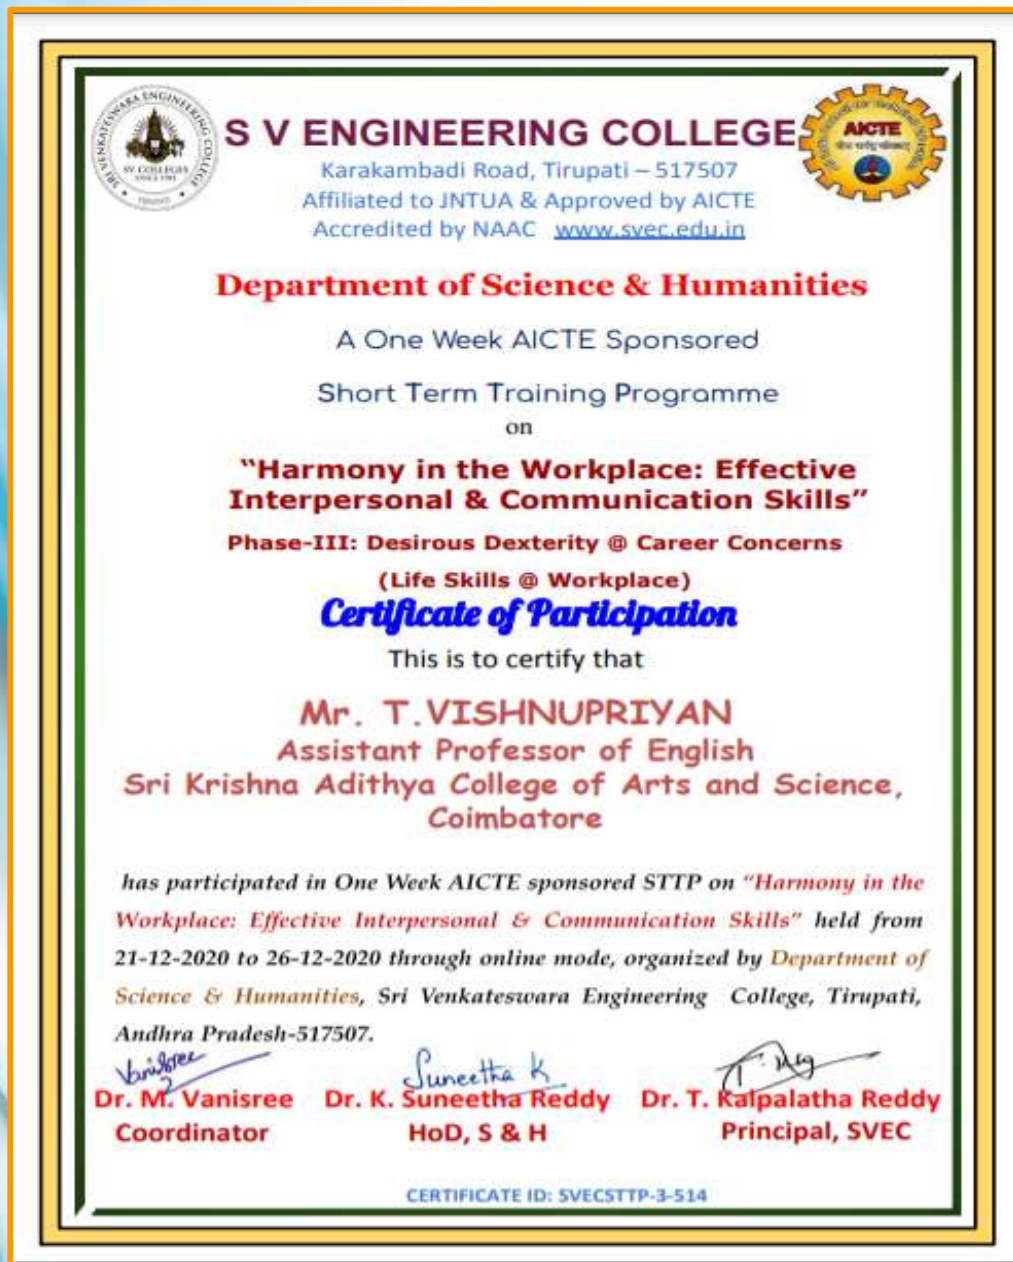 SRI VENKATESWARA ENGINEERING COLLEGE
SV COLLEGES
TIRUPATI
AICTE
S V ENGINEERING COLLEGE
Karakambadi Road, Tirupati – 517507
Affiliated to JNTUA & Approved by AICTE
Accredited by NAAC www.svec.edu.in
Department of Science & Humanities
A One Week AICTE Sponsored
Short Term Training Programme
on
“Harmony in the Workplace: Effective
Interpersonal & Communication Skills”
Phase-III: Desirous Dexterity @ Career Concerns
(Life Skills @ Workplace)
Certificate of Participation
This is to certify that
Mr. T.VISHNUPRIYAN
Assistant Professor of English
Sri Krishna Adithya College of Arts and Science,
Coimbatore
has participated in One Week AICTE sponsored STTP on “Harmony in the
Workplace: Effective Interpersonal & Communication Skills” held from
21-12-2020 to 26-12-2020 through online mode, organized by Department of
Science & Humanities, Sri Venkateswara Engineering College, Tirupati,
Andhra Pradesh-517507.
Vanisree Suneetha K
Dr. M. Vanisree Dr. K. Suneetha Reddy Dr. T. Kalpalatha Reddy
Coordinator HoD, S & H Principal, SVEC
CERTIFICATE ID: SVECSTTP-3-514